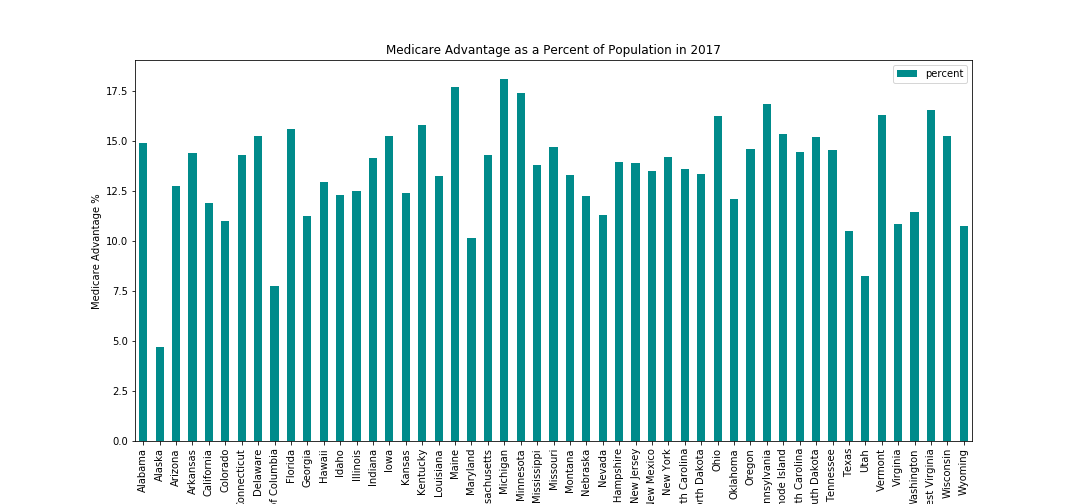 Medicare Advantage as a Percent of Population in 2017
percent
Medicare Advantage %
17.5
15.0
12.5
10.0
7.5
5.0
2.5
0.0
Alabama
Alaska
Arizona
Arkansas
California
Colorado
onnecticut
Delaware
of Columbia
Florida
Georgia
Hawaii
Idaho
Illinois
Indiana
Iowa
Kansas
Kentucky
Louisiana
Maine
Maryland
sachusetts
Michigan
Minnesota
Mississippi
Missouri
Montana
Nebraska
Nevada
Hampshire
New Jersey
New Mexico
New York
th Carolina
rth Dakota
Ohio
Oklahoma
Oregon
nnsylvania
hode Island
th Carolina
uth Dakota
Tennessee
Texas
Utah
Vermont
Virginia
Washington
est Virginia
Wisconsin
Wyoming